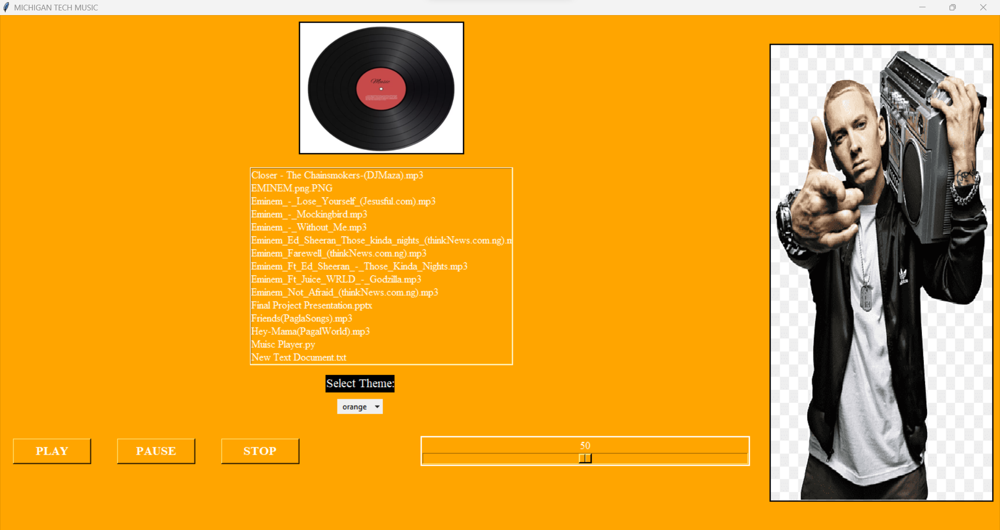 MICHIGAN TECH MUSIC
Music
Closer - The Chainsmokers-(DJMaza).mp3
EMINEM.png.PNG
Eminem_-_Lose_Yourself_(Jesusful.com).mp3
Eminem_-_Mockingbird.mp3
Eminem_-_Without_Me.mp3
Eminem_Ed_Sheeran_Those_kinda_nights_(thinkNews.com.ng).m
Eminem_Farewell_(thinkNews.com.ng).mp3
Eminem_Ft_Ed_Sheeran_-_Those_Kinda_Nights.mp3
Eminem_Ft_Juice_WRLD_-_Godzilla.mp3
Eminem_Not_Afraid_(thinkNews.com.ng).mp3
Final Project Presentation.pptx
Friends(PaglaSongs).mp3
Hey-Mama(PagalWorld).mp3
Muisc Player.py
New Text Document.txt
Select Theme:
orange
PLAY
PAUSE
STOP
50
adidas